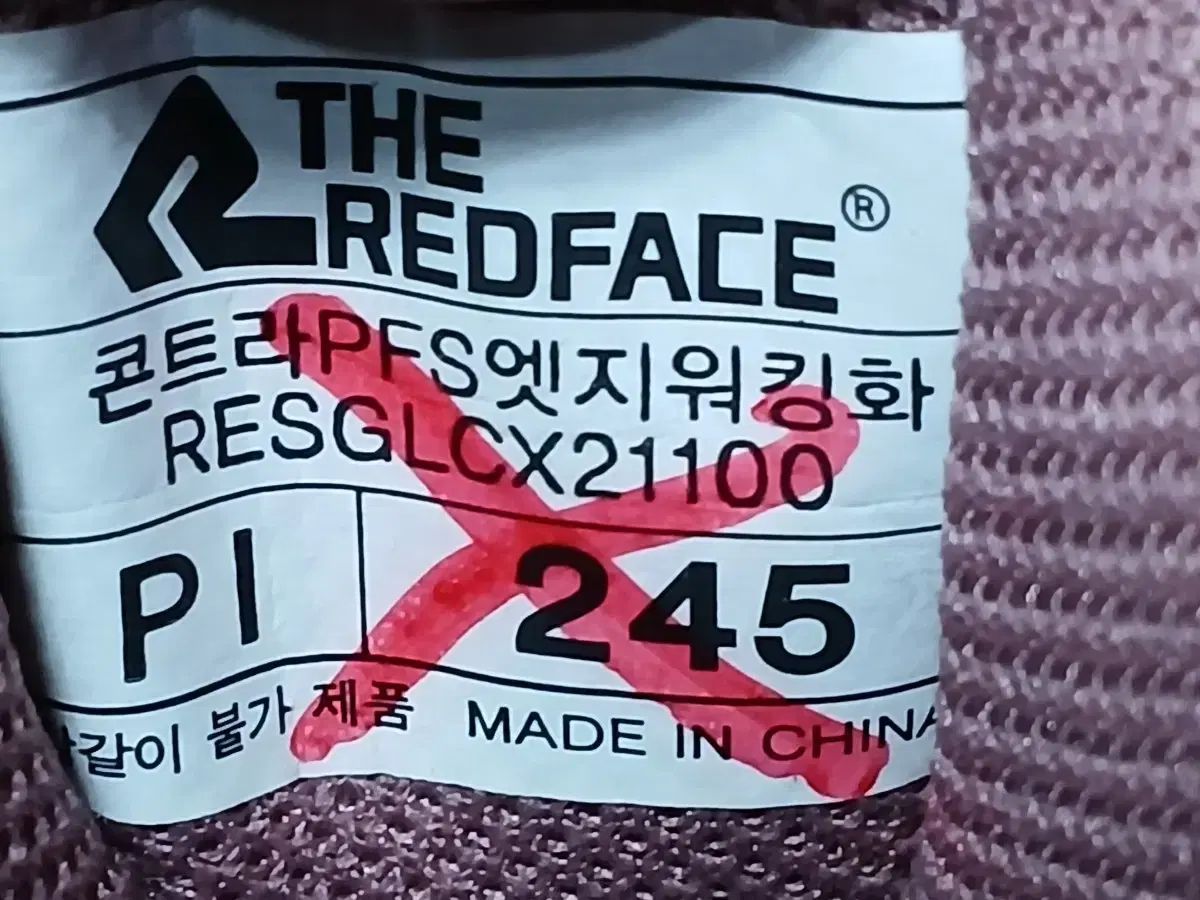 THE
REDFACE®
콘트라PFS엣지워킹화
RESGLCX21100
PI 245
창갈이 불가 제품 MADE IN CHINA